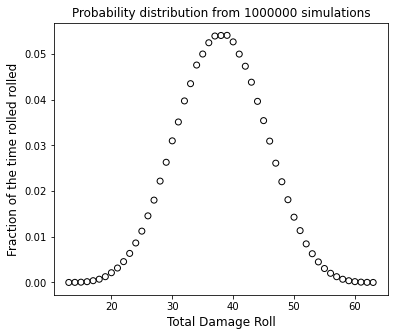 Probability distribution from 1000000 simulations
0.05
0.04
0.03
0.02
0.01
0.00
Fraction of the time rolled rolled
20 30 40 50 60
Total Damage Roll